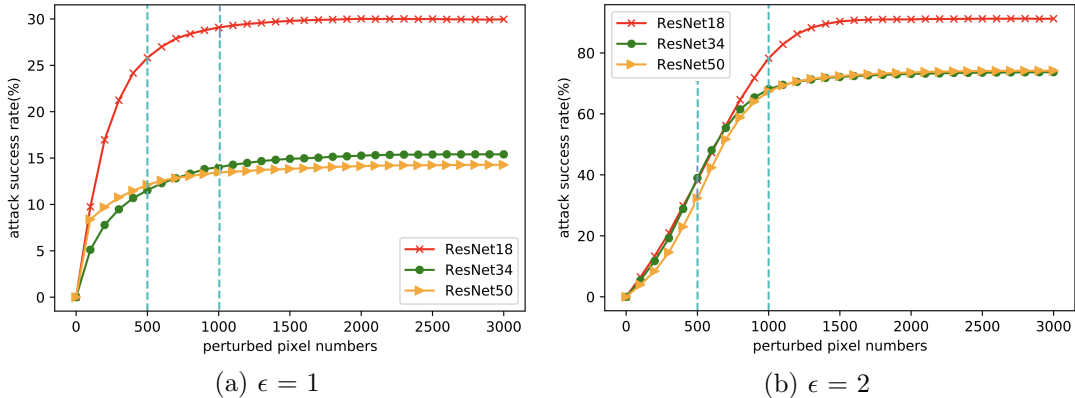 30
25
20
15
10
5
0
attack success rate(%)
ResNet18
ResNet34
ResNet50
0 500 1000 1500 2000 2500 3000
perturbed pixel numbers
(a) ϵ = 1
80
60
40
20
0
attack success rate(%)
ResNet18
ResNet34
ResNet50
0 500 1000 1500 2000 2500 3000
perturbed pixel numbers
(b) ϵ = 2